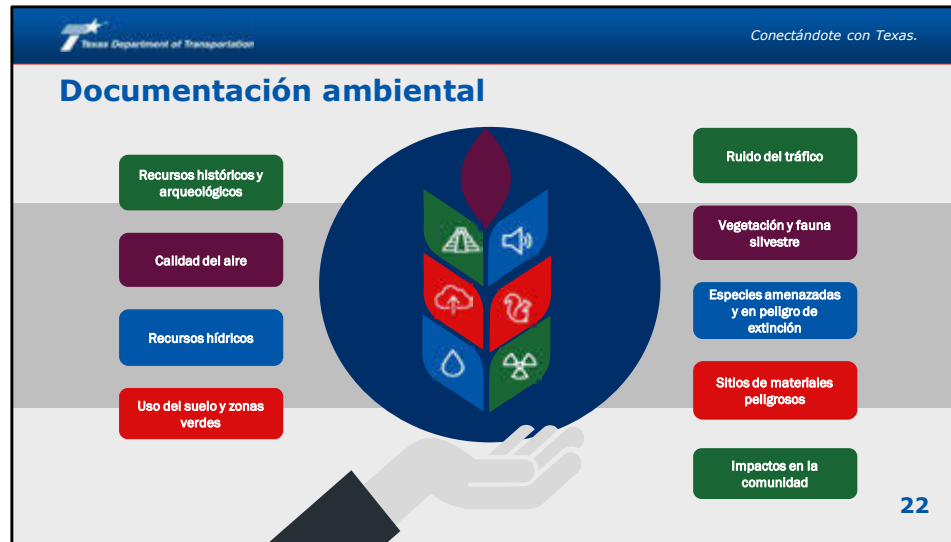 Texas Department of Transportation
Conectándote con Texas.
Documentación ambiental
Recursos históricos y
arqueológicos
Calidad del aire
Recursos hídricos
Uso del suelo y zonas
verdes
Ruido del tráfico
Vegetación y fauna
silvestre
Especies amenazadas
y en peligro de
extinción
Sitios de materiales
peligrosos
Impactos en la
comunidad
22